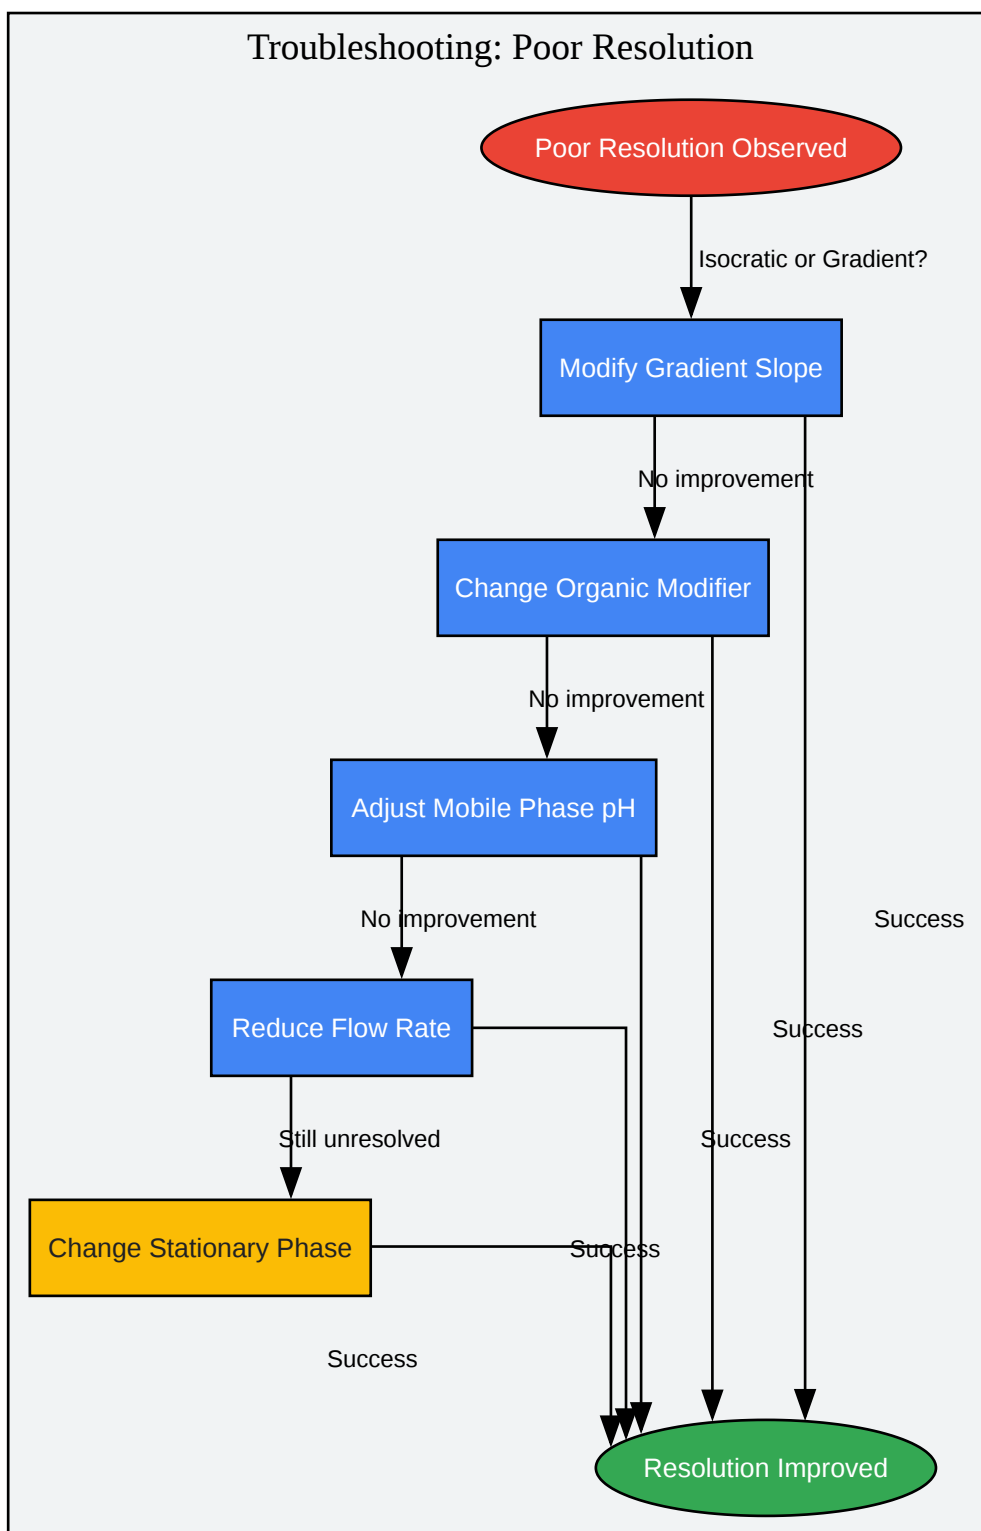 Troubleshooting: Poor Resolution
Poor Resolution Observed
Isocratic or Gradient?
Modify Gradient Slope
No improvement
Change Organic Modifier
No improvement
Adjust Mobile Phase pH
No improvement
Success
Reduce Flow Rate
Success
Still unresolved
Success
Change Stationary Phase
Success
Success
Resolution Improved